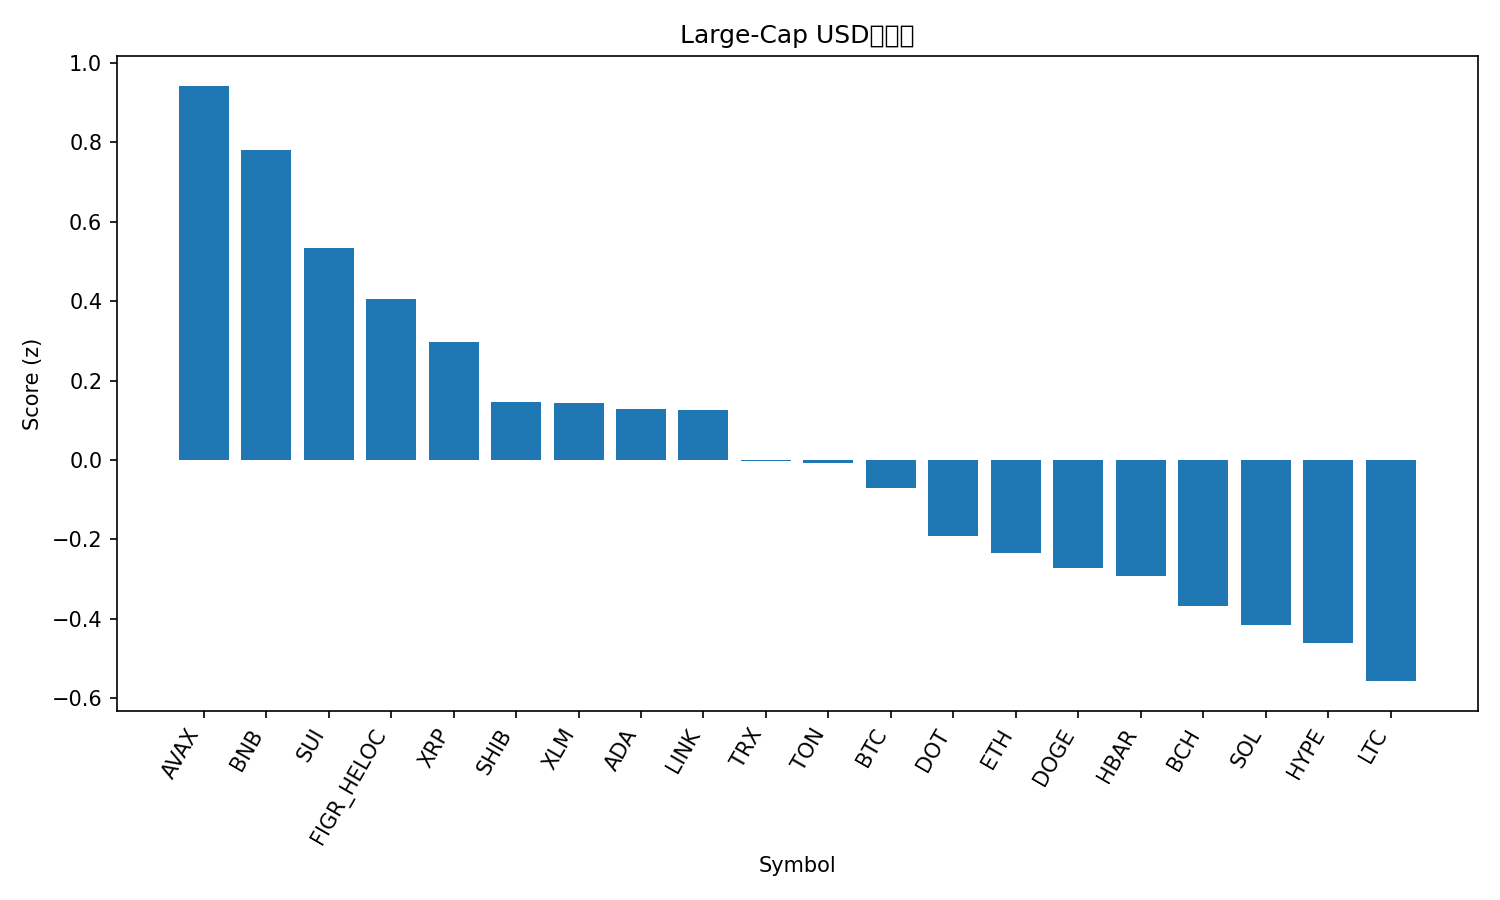 Large-Cap USD
1.0
0.8
0.6
0.4
0.2
0.0
−0.2
−0.4
−0.6
Score (z)
AVAX
BNB
SUI
FIGR_HELOC
XRP
SHIB
XLM
ADA
LINK
TRX
TON
BTC
DOT
ETH
DOGE
HBAR
BCH
SOL
HYPE
LTC
Symbol